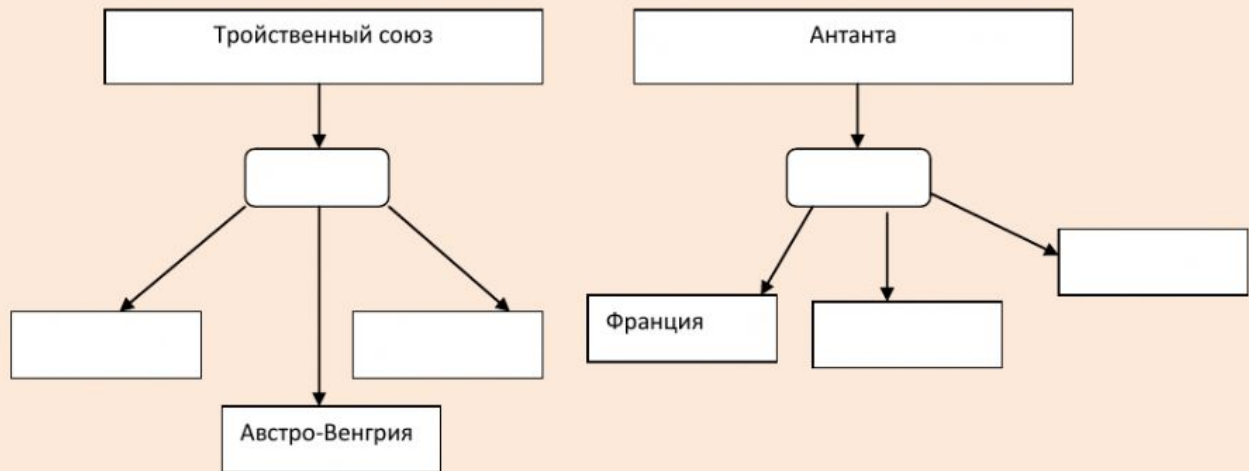 Тройственный союз
Антанта
Франция
Австро-Венгрия